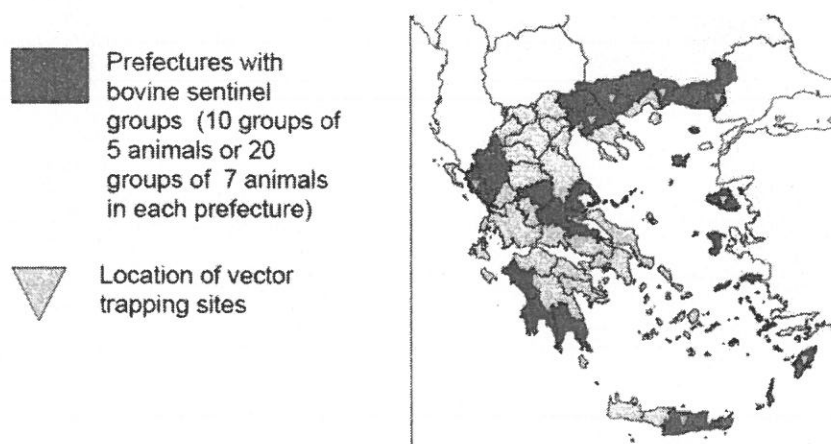 Prefectures with
bovine sentinel
groups (10 groups of
5 animals or 20
groups of 7 animals
in each prefecture)
Location of vector
trapping sites